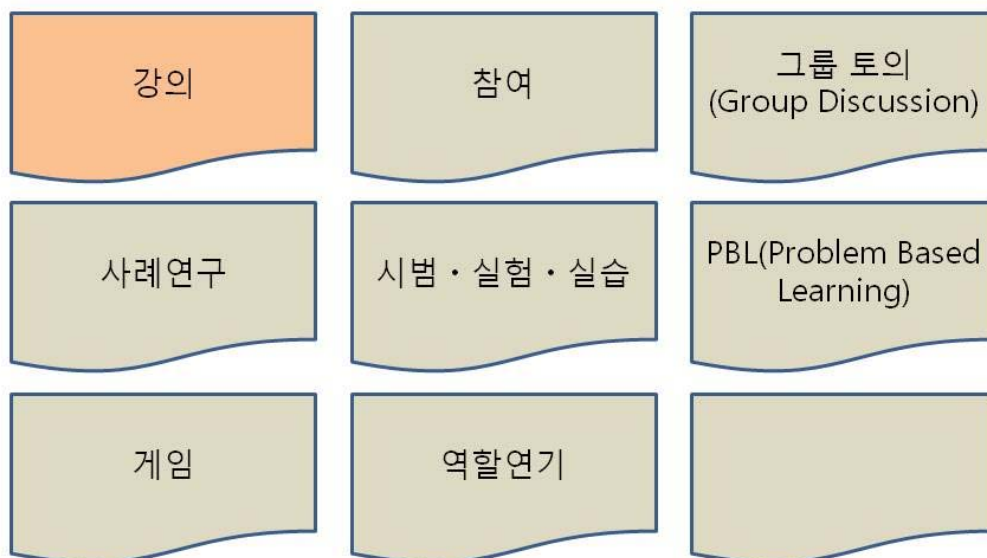 강의
참여
그룹 토의
(Group Discussion)
사례연구
시범・실험・실습
PBL(Problem Based
Learning)
게임
역할연기